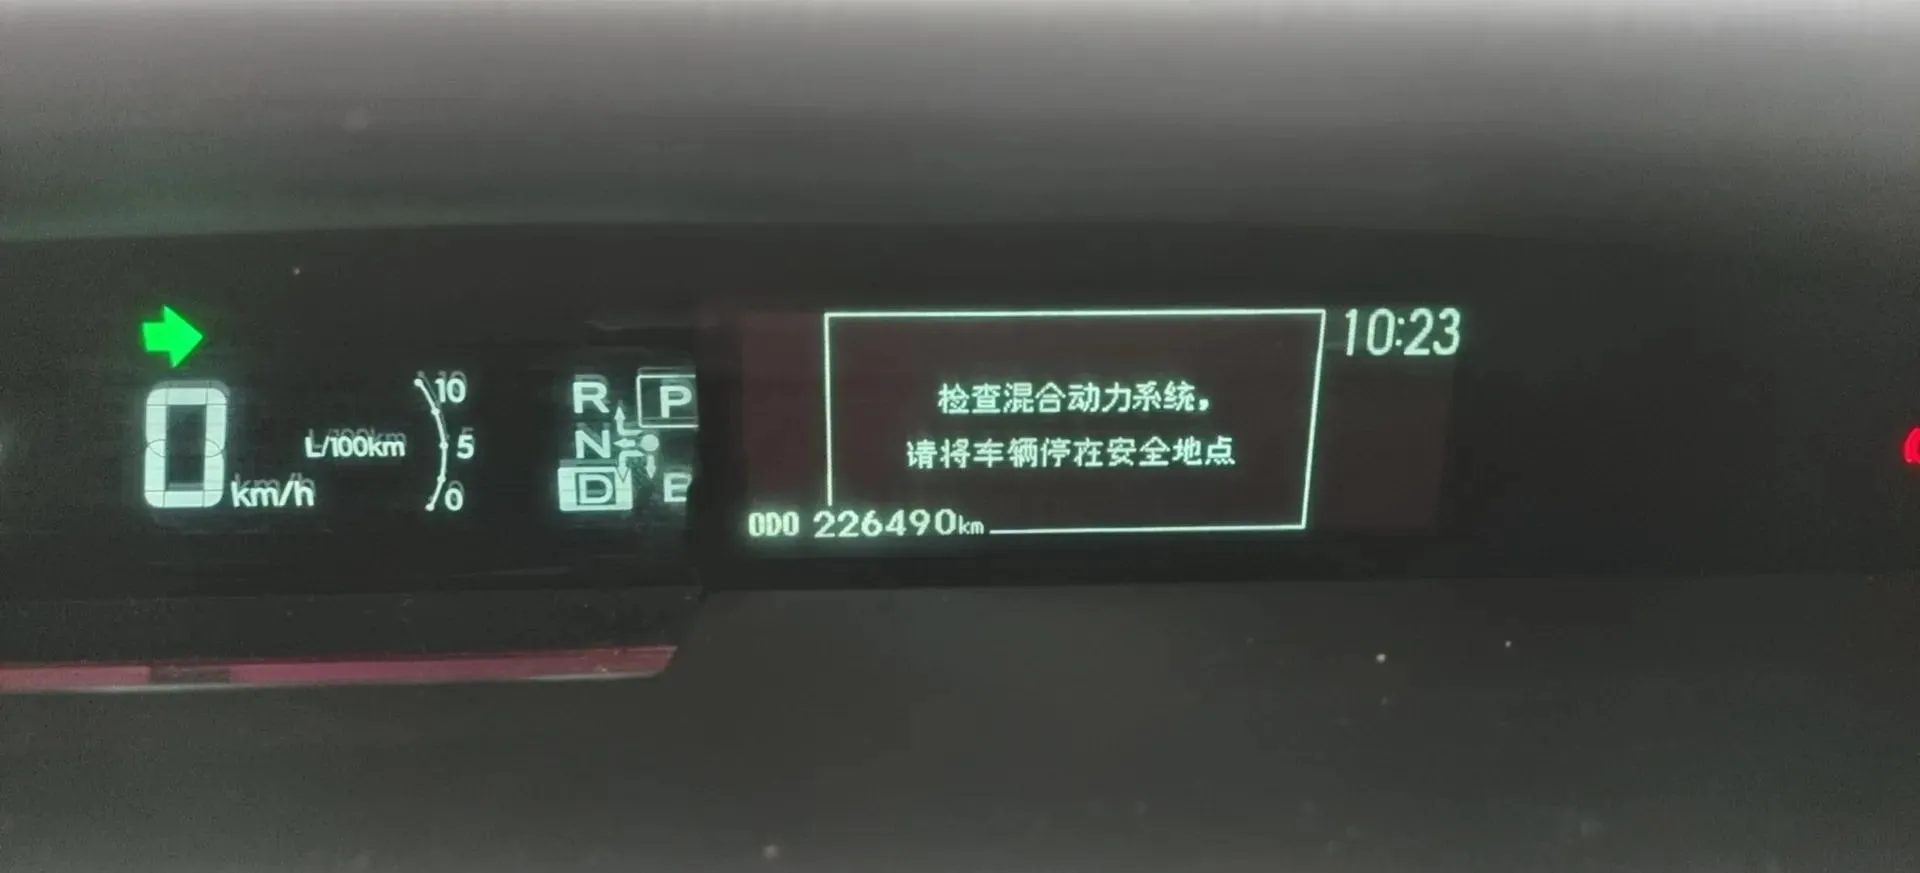 10:23
10
5
0
L/100km
0 km/h
R P
N
D B
检查混合动力系统，
请将车辆停在安全地点
ODO 226490km